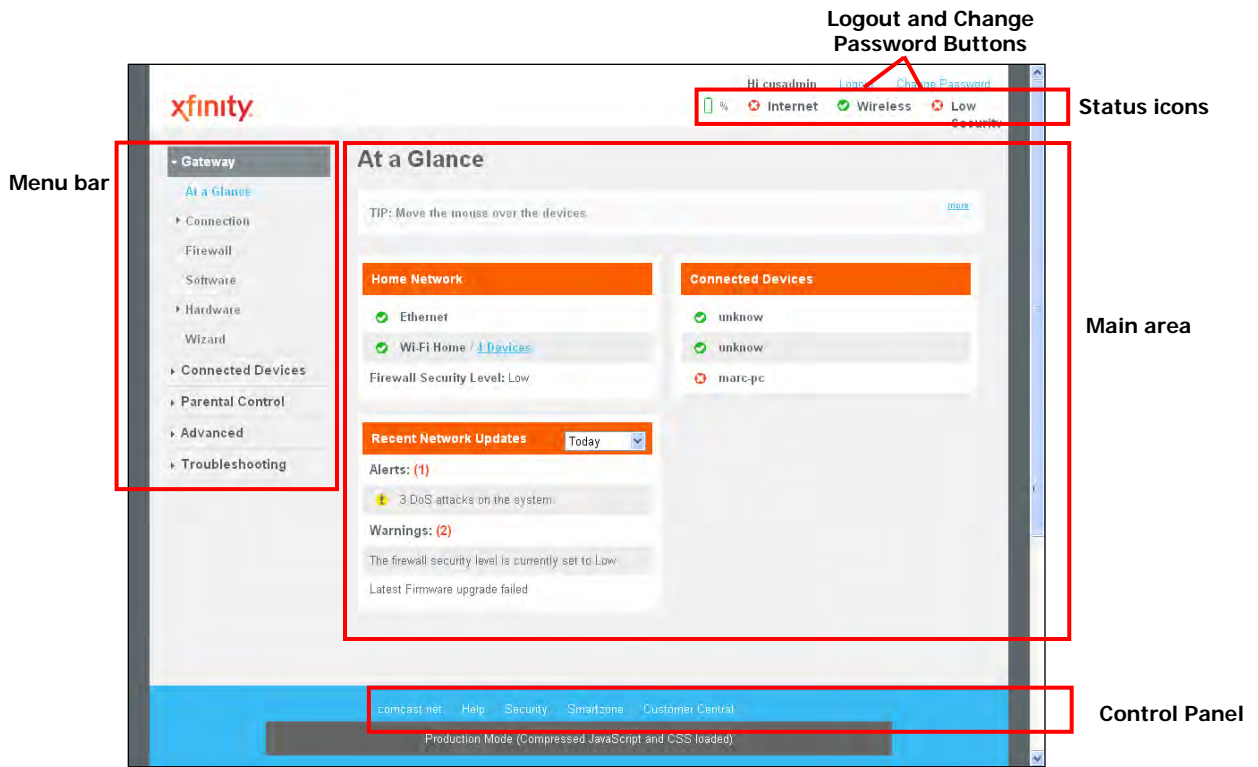 Logout and Change
Password Buttons
Hi cusadmin Logout Change Password
xfinity.
% Internet Wireless Low
Security
Status icons
Menu bar
Gateway
At a Glance
Connection
Firewall
Software
Hardware
Wizard
Connected Devices
Parental Control
Advanced
Troubleshooting
At a Glance
TIP: Move the mouse over the devices.
more
Home Network
Ethernet
Wi-Fi Home / 4 Devices
Firewall Security Level: Low
Connected Devices
unknow
unknow
marc-pc
Main area
Recent Network Updates Today
Alerts: (1)
3 DoS attacks on the system.
Warnings: (2)
The firewall security level is currently set to Low
Latest Firmware upgrade failed
comcast.net Help Security Smartzone Customer Central
Control Panel
Production Mode (Compressed JavaScript and CSS loaded)